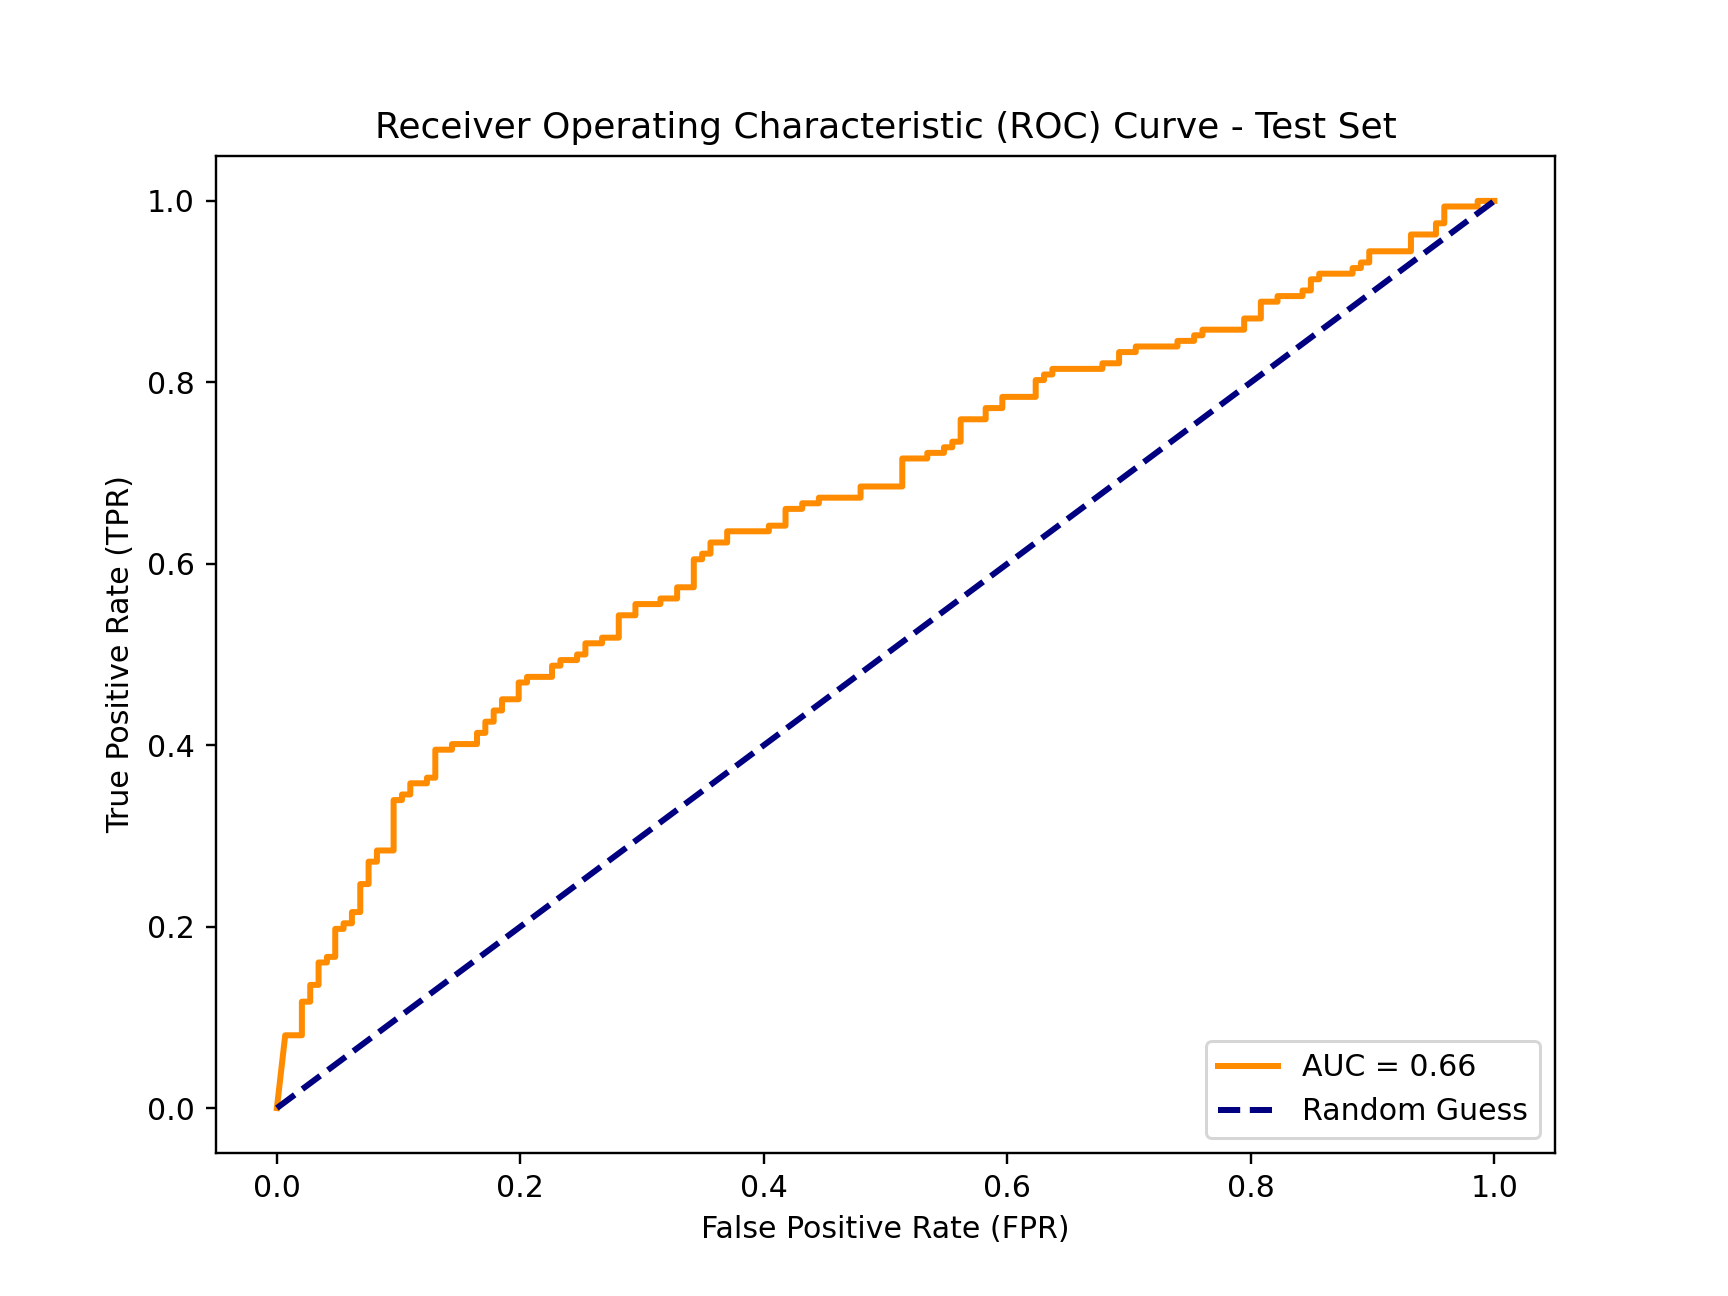 Receiver Operating Characteristic (ROC) Curve - Test Set
1.0
0.8
0.6
0.4
0.2
0.0
True Positive Rate (TPR)
AUC = 0.66
Random Guess
0.0 0.2 0.4 0.6 0.8 1.0
False Positive Rate (FPR)